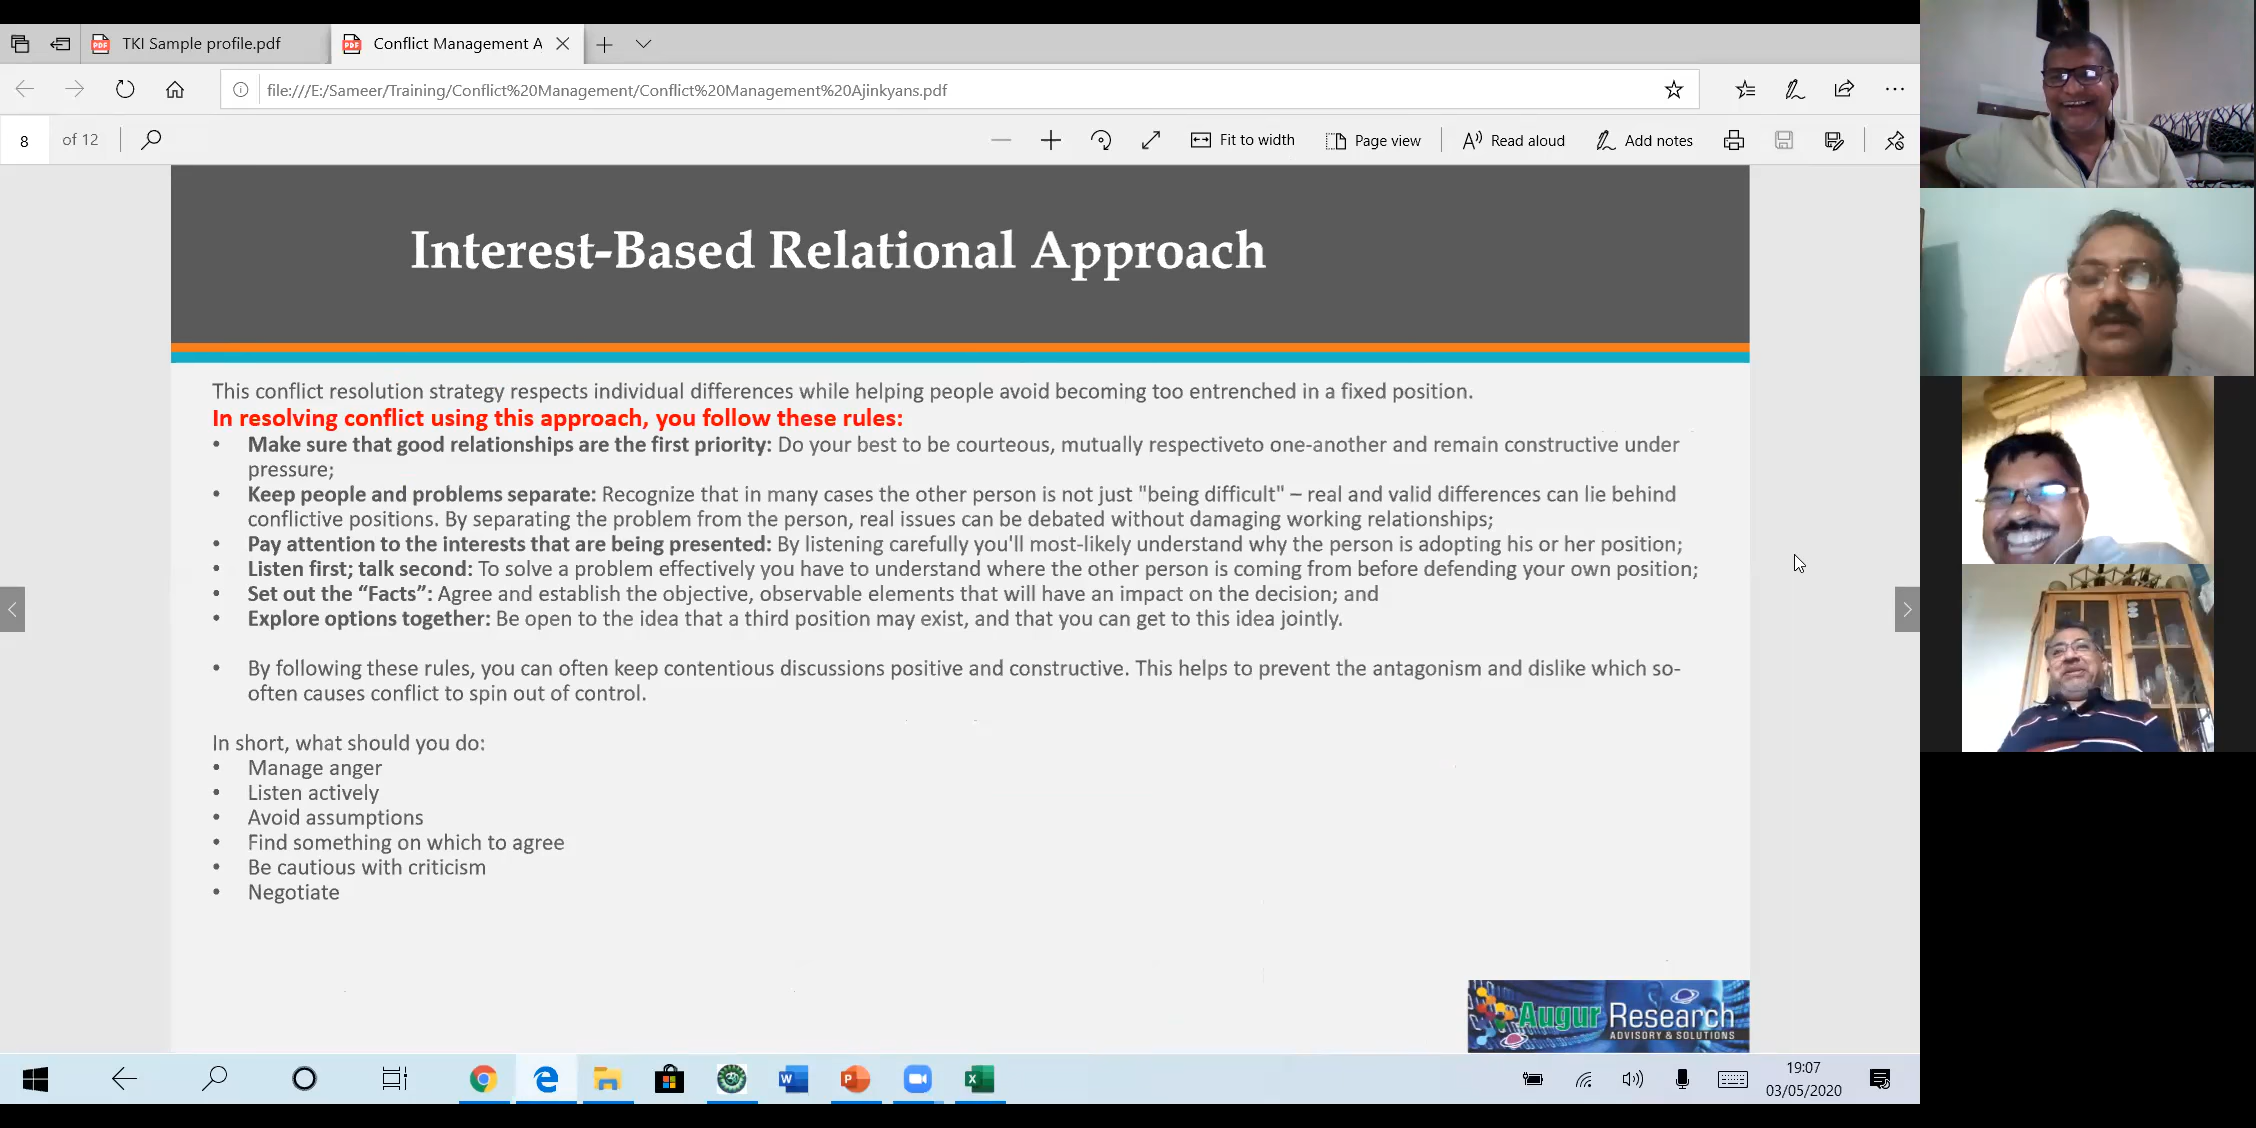 TKI Sample profile.pdf
Conflict Management A
file:///E:/Sameer/Training/Conflict%20Management/Conflict%20Management%20Ajinkyans.pdf
8 of 12
Fit to width
Page view
Read aloud
Add notes
Interest-Based Relational Approach
This conflict resolution strategy respects individual differences while helping people avoid becoming too entrenched in a fixed position.
In resolving conflict using this approach, you follow these rules:
• Make sure that good relationships are the first priority: Do your best to be courteous, mutually respectiveto one-another and remain constructive under
pressure;
• Keep people and problems separate: Recognize that in many cases the other person is not just "being difficult" – real and valid differences can lie behind
conflictive positions. By separating the problem from the person, real issues can be debated without damaging working relationships;
• Pay attention to the interests that are being presented: By listening carefully you'll most-likely understand why the person is adopting his or her position;
• Listen first; talk second: To solve a problem effectively you have to understand where the other person is coming from before defending your own position;
• Set out the “Facts”: Agree and establish the objective, observable elements that will have an impact on the decision; and
• Explore options together: Be open to the idea that a third position may exist, and that you can get to this idea jointly.
• By following these rules, you can often keep contentious discussions positive and constructive. This helps to prevent the antagonism and dislike which so-
often causes conflict to spin out of control.
In short, what should you do:
• Manage anger
• Listen actively
• Avoid assumptions
• Find something on which to agree
• Be cautious with criticism
• Negotiate
Augur Research
ADVISORY & SOLUTIONS
19:07
03/05/2020